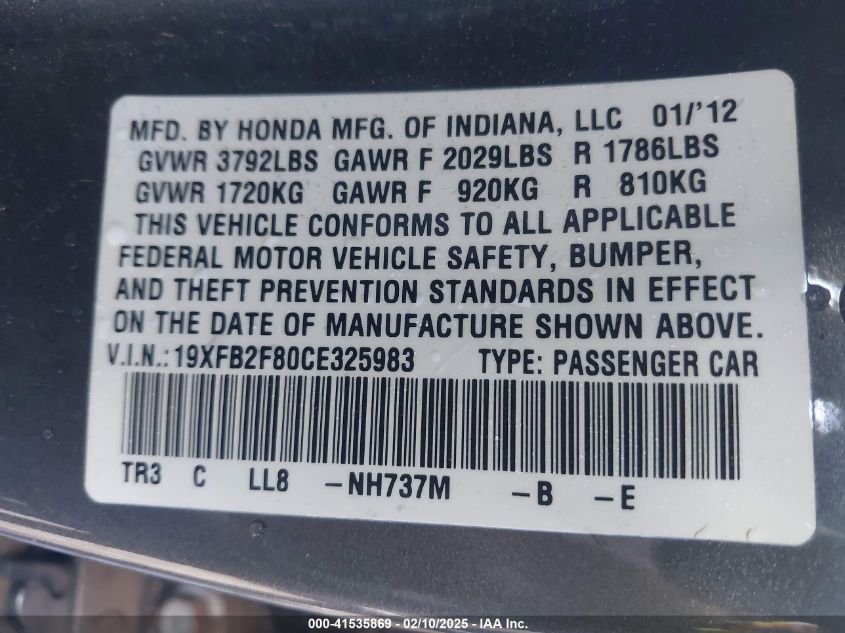 MFD. BY HONDA MFG. OF INDIANA, LLC 01/'12
GVWR 3792LBS GAWR F 2029LBS R 1786LBS
GVWR 1720KG GAWR F 920KG R 810KG
THIS VEHICLE CONFORMS TO ALL APPLICABLE
FEDERAL MOTOR VEHICLE SAFETY, BUMPER,
AND THEFT PREVENTION STANDARDS IN EFFECT
ON THE DATE OF MANUFACTURE SHOWN ABOVE.
V.I.N.:19XFB2F80CE325983 TYPE: PASSENGER CAR
TR3 C LL8 -NH737M -B -E
000-41535869 - 02/10/2025 - IAA, Inc.